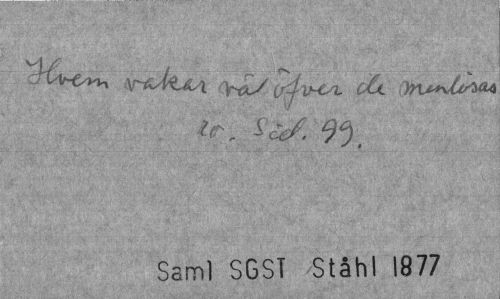 Hvem vakar väl öfver de menlösas
20. Sid. 99.
Saml SGST Ståhl 1877